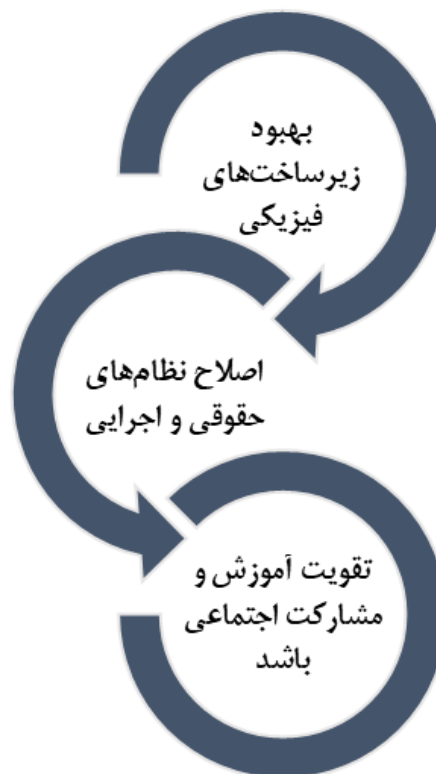 بهبود
زیرساخت‌های
فیزیکی
اصلاح نظام‌های
حقوقی و اجرایی
تقویت آموزش و
مشارکت اجتماعی
باشد